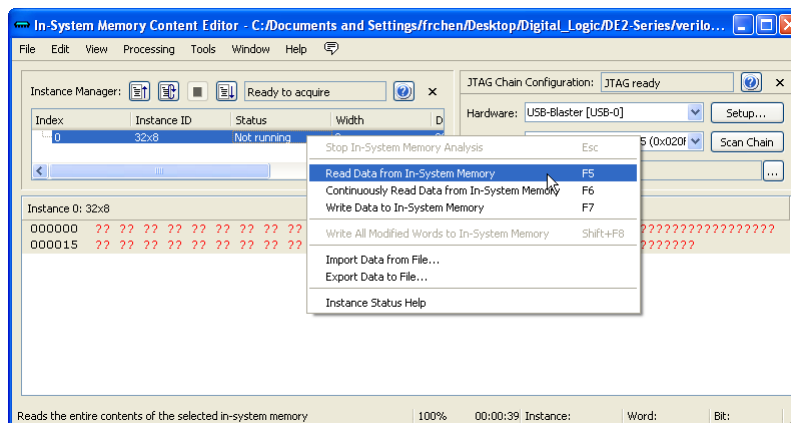 In-System Memory Content Editor - C:/Documents and Settings/frchen/Desktop/Digital_Logic/DE2-Series/verilo...
File Edit View Processing Tools Window Help
Instance Manager: Ready to acquire
JTAG Chain Configuration: JTAG ready
Hardware: USB-Blaster [USB-0] Setup...
Index Instance ID Status Width D
0 32x8 Not running
5 (0x020F Scan Chain
...
Stop In-System Memory Analysis Esc
Read Data from In-System Memory F5
Continuously Read Data from In-System Memory F6
Write Data to In-System Memory F7
Write All Modified Words to In-System Memory Shift+F8
Import Data from File...
Export Data to File...
Instance Status Help
Instance 0: 32x8
000000 ?? ?? ?? ?? ?? ?? ?? ?? ?? ?????????????????
000015 ?? ?? ?? ?? ?? ?? ?? ?? ?? ???????
Reads the entire contents of the selected in-system memory 100% 00:00:39 Instance: Word: Bit: